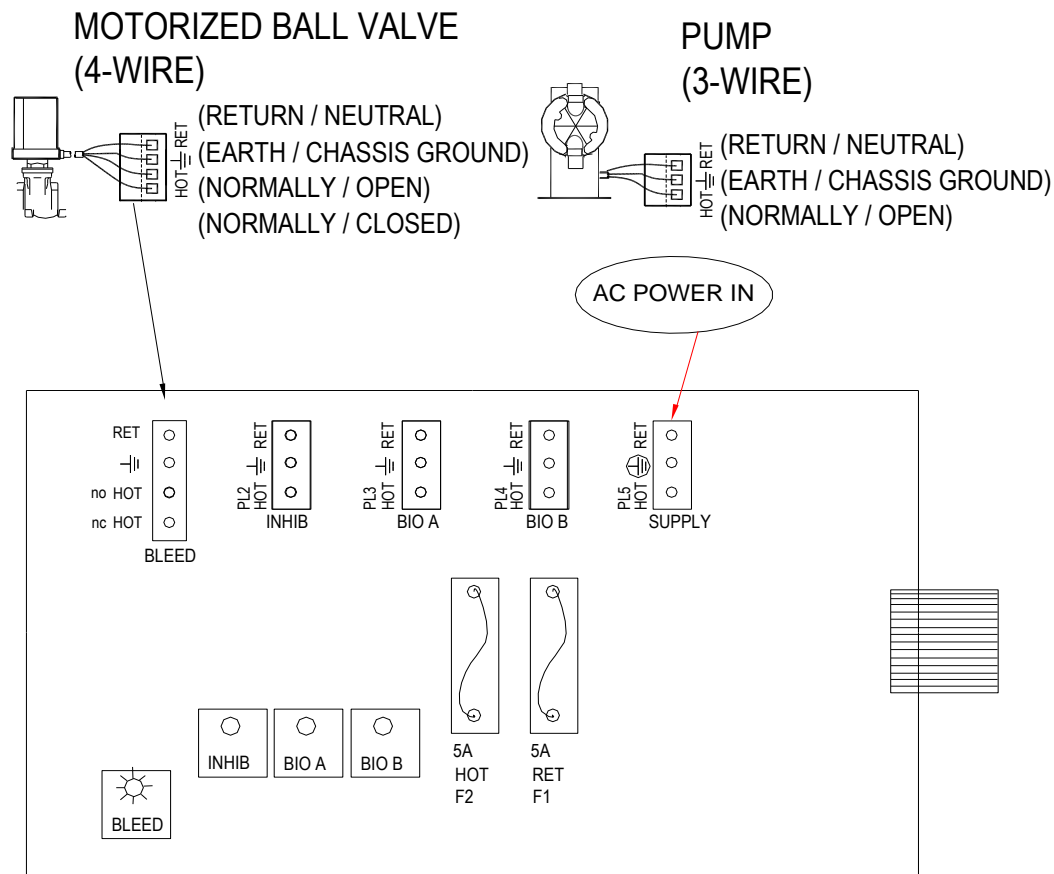 MOTORIZED BALL VALVE
(4-WIRE)
HOT RET
(RETURN / NEUTRAL)
(EARTH / CHASSIS GROUND)
(NORMALLY / OPEN)
(NORMALLY / CLOSED)
PUMP
(3-WIRE)
HOT RET
(RETURN / NEUTRAL)
(EARTH / CHASSIS GROUND)
(NORMALLY / OPEN)
AC POWER IN
RET
no HOT
nc HOT
BLEED
PL2
HOT RET
INHIB
PL3
HOT RET
BIO A
PL4
HOT RET
BIO B
PL5
HOT RET
SUPPLY
5A
HOT
F2
5A
RET
F1
INHIB
BIO A
BIO B
BLEED